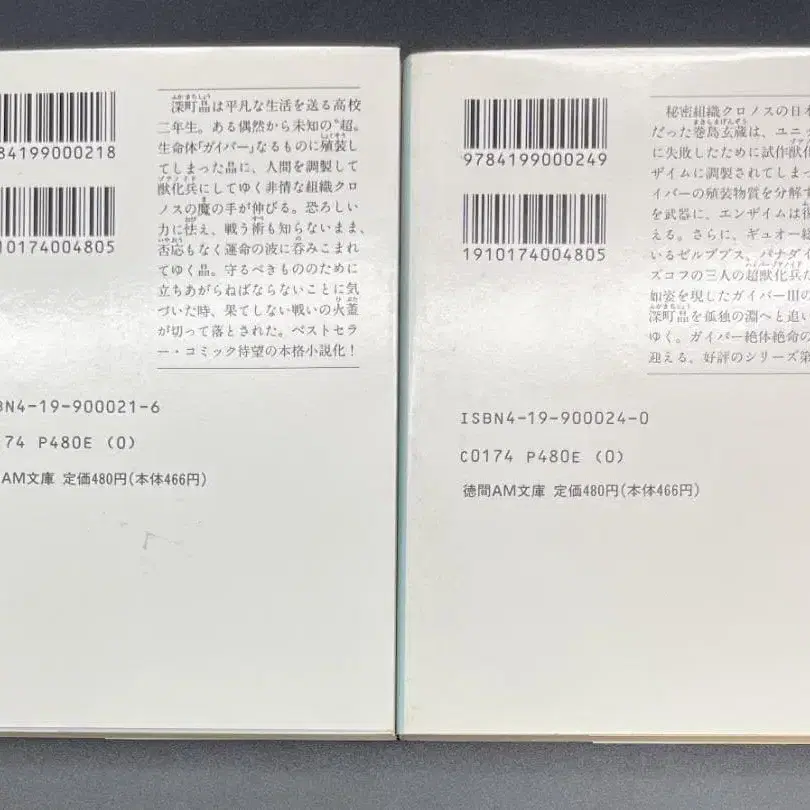 84199000218
10174004805
深町晶は平凡な生活を送る高校
二年生。ある偶然から未知の“超。
生命体「ガイバー」なるものに殖装
してしまった晶に、人間を調製して
獣化兵にしてゆく非情な組織クロ
ノスの魔の手が伸びる。恐ろしい
力に怯え、戦う術も知らないまま、
否応もなく運命の波に呑みこまれ
てゆく晶。守るべきもののために
立ちあがらねばならないことに気
づいた時、果てしない戦いの火蓋
が切って落とされた。ベストセラ
ー・コミック待望の本格小説化！
BN4-19-900021-6
74 P480E (0)
AM文庫 定価480円(本体466円)
9784199000249
1910174004805
秘密組織クロノスの日本
だった巻島玄蔵は、ユニ
に失敗したために試作獣化
ザイムに調製されてしまっ
イバーの殖装物質を分解す
を武器に、エンザイムは
える。さらに、ギュオー総
いるゼルブブス、バナダイ
ズコフの三人の超獣化兵だ
如姿を現したガイバーIIIの
深町晶を孤独の淵へと追い
ゆく。ガイバー絶体絶命の
迎える、好評のシリーズ第
ISBN4-19-900024-0
C0174 P480E (0)
徳間AM文庫 定価480円(本体466円)